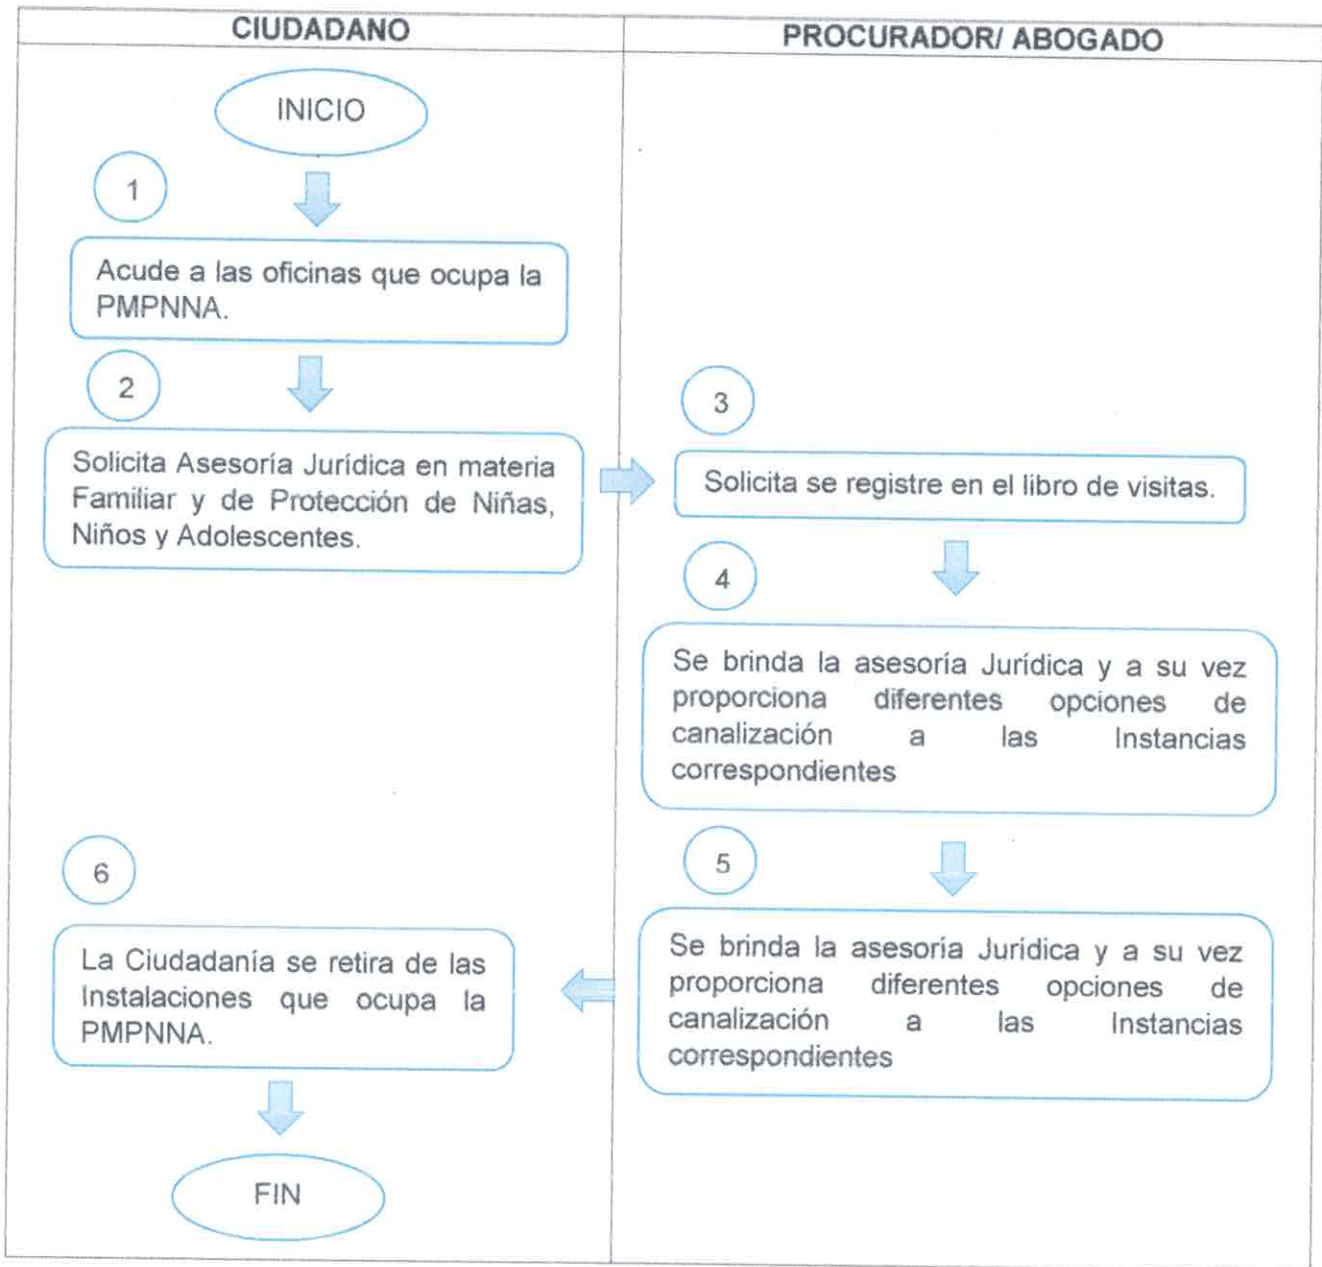 CIUDADANO
PROCURADOR/ ABOGADO
INICIO
1
Acude a las oficinas que ocupa la
PMPNNA.
2
Solicita Asesoría Jurídica en materia
Familiar y de Protección de Niñas,
Niños y Adolescentes.
3
Solicita se registre en el libro de visitas.
4
Se brinda la asesoría Jurídica y a su vez
proporciona diferentes opciones de
canalización a las Instancias
correspondientes
5
Se brinda la asesoría Jurídica y a su vez
proporciona diferentes opciones de
canalización a las Instancias
correspondientes
6
La Ciudadanía se retira de las
Instalaciones que ocupa la
PMPNNA.
FIN